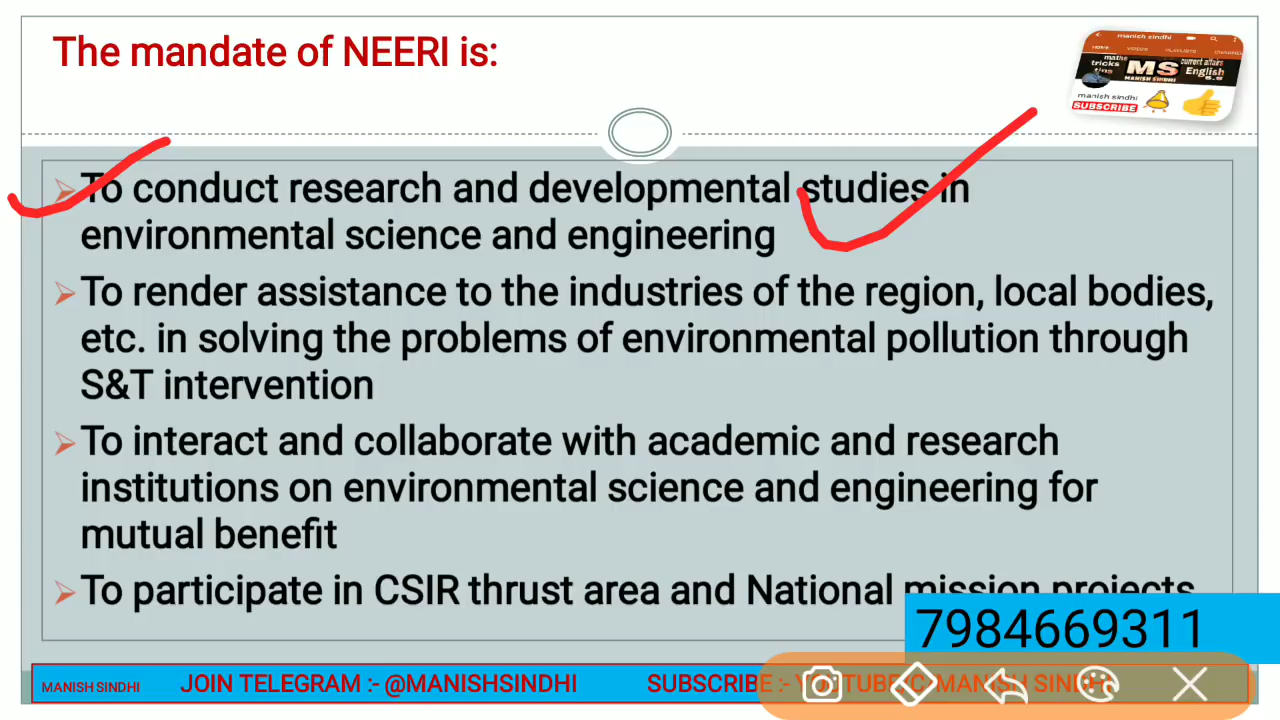 The mandate of NEERI is:
manish sindhi
HOME VIDEOS PLAYLISTS
maths tricks tips
MS
MANISH SINDHI
current affairs
English
manish sindhi
SUBSCRIBE
To conduct research and developmental studies in
environmental science and engineering
To render assistance to the industries of the region, local bodies,
etc. in solving the problems of environmental pollution through
S&T intervention
To interact and collaborate with academic and research
institutions on environmental science and engineering for
mutual benefit
To participate in CSIR thrust area and National mission projects
7984669311
MANISH SINDHI JOIN TELEGRAM :- @MANISHSINDHI SUBSCRIBE :- YOUTUBE/C/MANISH SINDHI